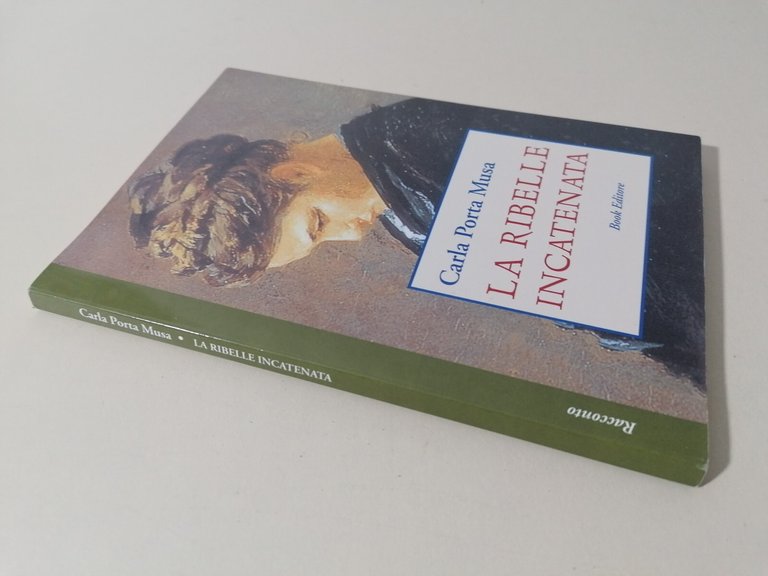 Carla Porta Musa
LA RIBELLE
INCATENATA
Book Editore
Racconto
Carla Porta Musa • LA RIBELLE INCATENATA